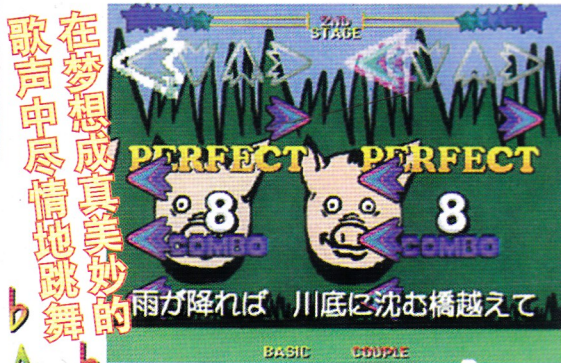 在梦想成真美妙的
歌声中尽情地跳舞
2ND
STAGE
PERFECT PERFECT
8 8
COMBO COMBO
雨が降れば 川底に沈む橋越えて
BASIC COUPLE